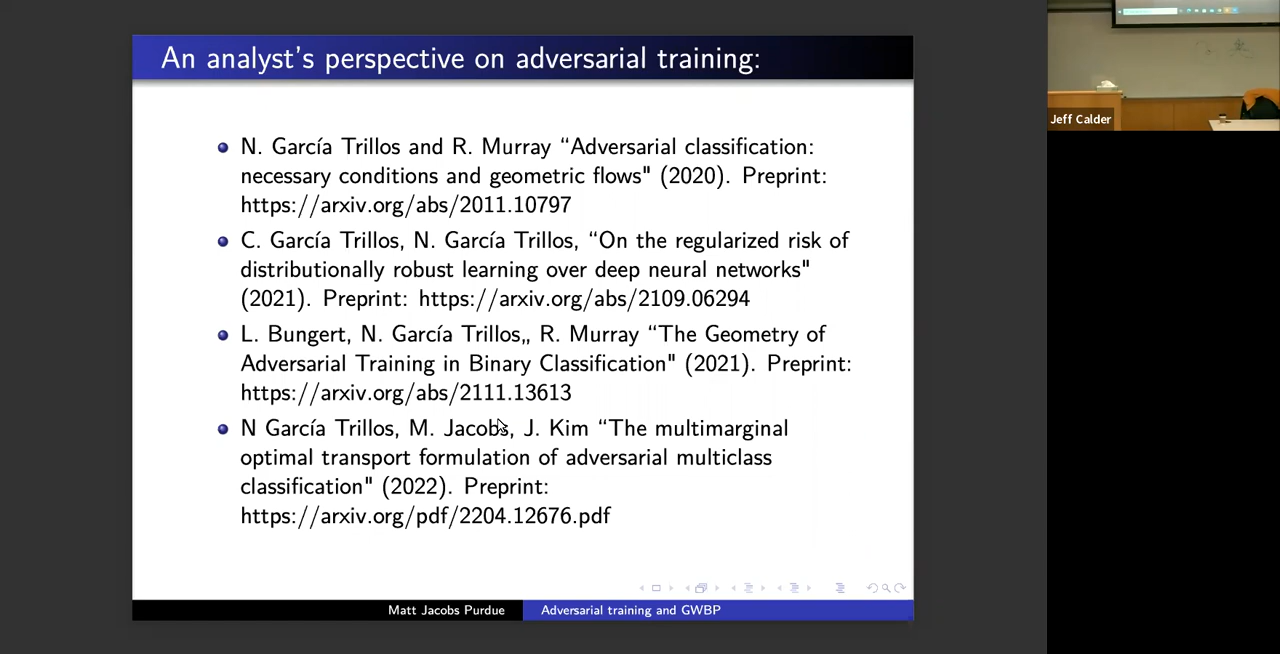 An analyst's perspective on adversarial training:
N. García Trillos and R. Murray “Adversarial classification:
necessary conditions and geometric flows" (2020). Preprint:
https://arxiv.org/abs/2011.10797
C. García Trillos, N. García Trillos, “On the regularized risk of
distributionally robust learning over deep neural networks"
(2021). Preprint: https://arxiv.org/abs/2109.06294
L. Bungert, N. García Trillos,, R. Murray “The Geometry of
Adversarial Training in Binary Classification" (2021). Preprint:
https://arxiv.org/abs/2111.13613
N García Trillos, M. Jacobs, J. Kim “The multimarginal
optimal transport formulation of adversarial multiclass
classification" (2022). Preprint:
https://arxiv.org/pdf/2204.12676.pdf
Matt Jacobs Purdue
Adversarial training and GWBP
Jeff Calder